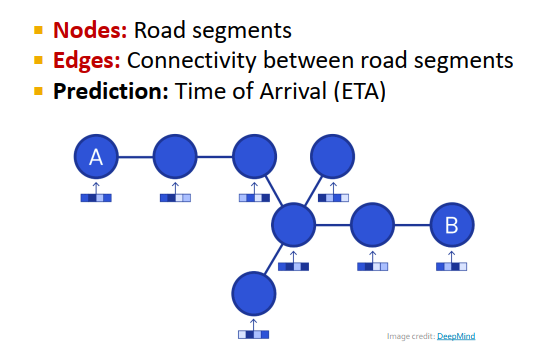 Nodes: Road segments
Edges: Connectivity between road segments
Prediction: Time of Arrival (ETA)
A
B
Image credit: DeepMind